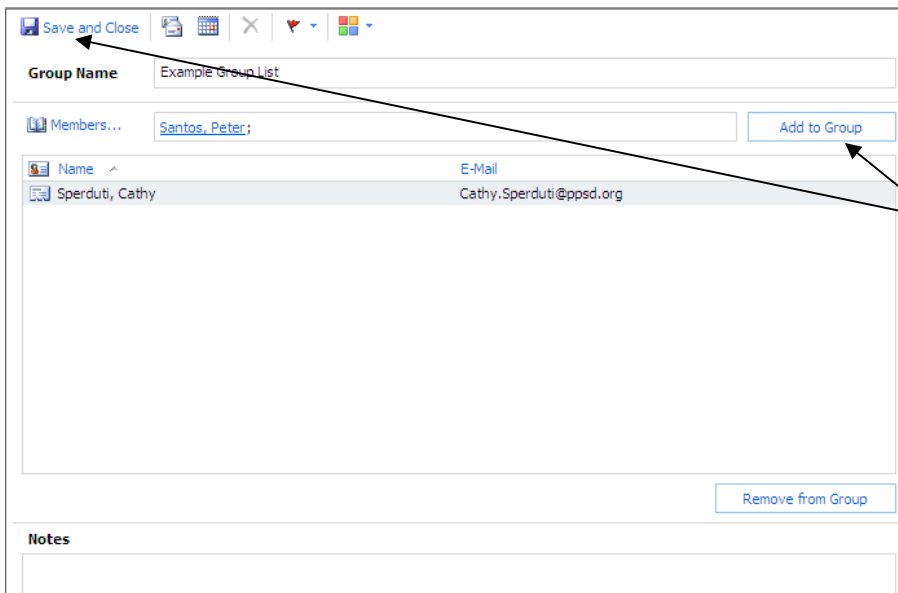 Save and Close
Group Name Example Group List
Members... Santos, Peter; Add to Group
Name E-Mail
Sperduti, Cathy Cathy.Sperduti@ppsd.org
Remove from Group
Notes